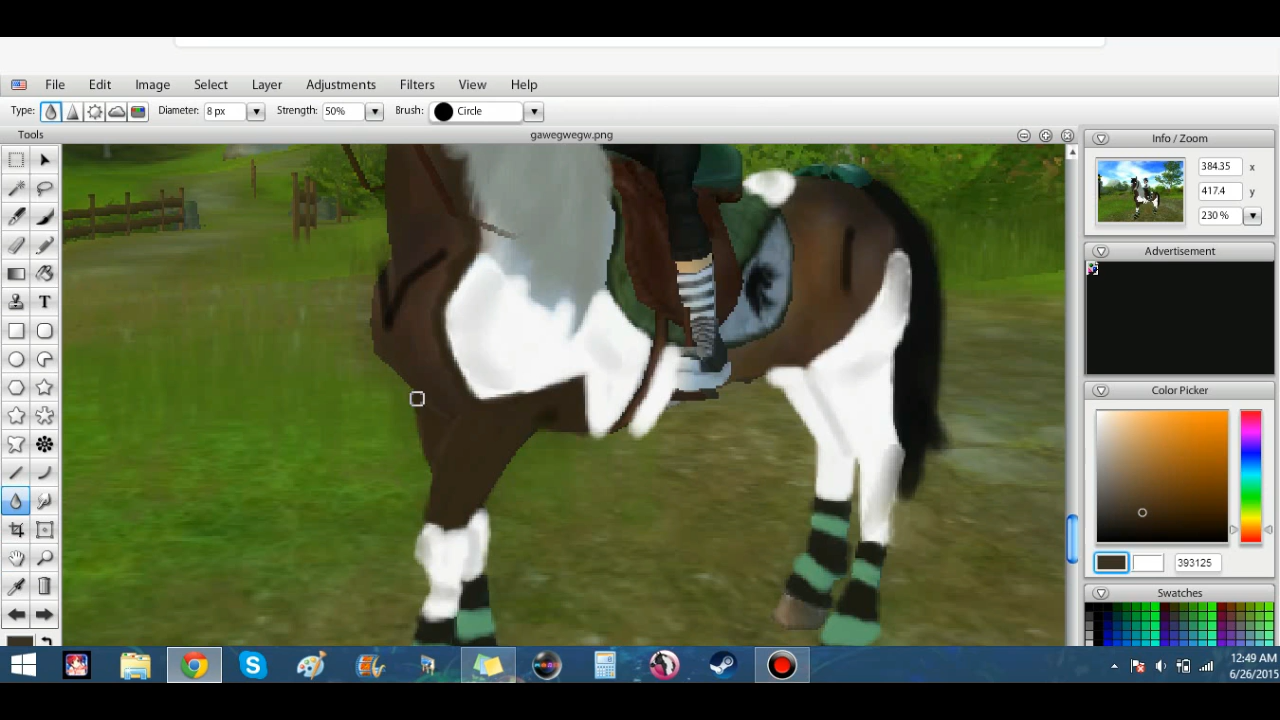 File Edit Image Select Layer Adjustments Filters View Help
Type: Diameter: 8 px Strength: 50% Brush: Circle
Tools gawegwegw.png Info / Zoom
384.35 x
417.4 y
230 %
Advertisement
T
Color Picker
393125
Swatches
12:49 AM
6/26/2015